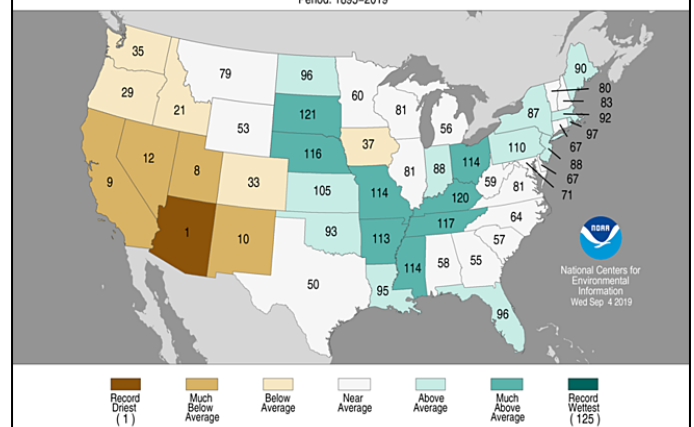 Period: 1895–2019
35
79
96
60
90
29
21
53
121
81
56
87
80
83
92
97
67
88
67
71
12
8
33
116
37
81
88
114
110
9
105
114
59
81
120
1
10
93
113
117
64
57
50
95
114
58
55
96
NOAA
National Centers for
Environmental
Information
Wed Sep 4 2019
Record
Driest
(1)
Much
Below
Average
Below
Average
Near
Average
Above
Average
Much
Above
Average
Record
Wettest
(125)